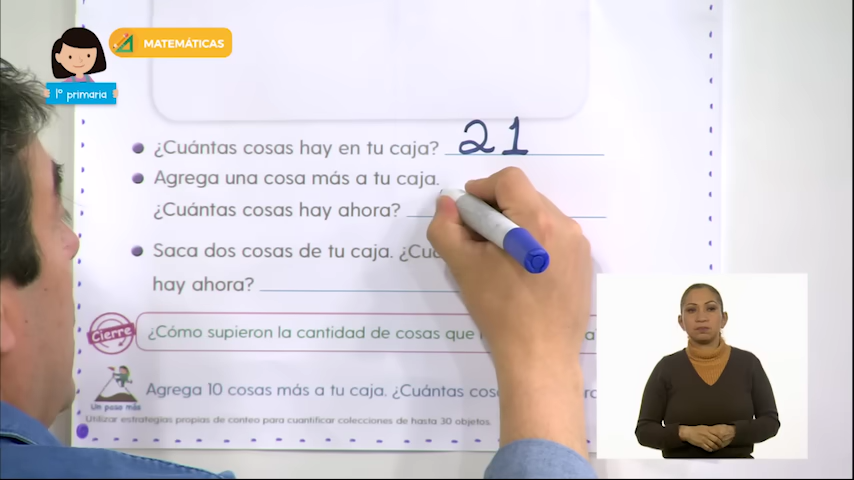 MATEMÁTICAS
1° primaria
¿Cuántas cosas hay en tu caja? 21
Agrega una cosa más a tu caja.
¿Cuántas cosas hay ahora?
Saca dos cosas de tu caja.
hay ahora?
Cierre
¿Cómo supieron la cantidad de cosas que
Agrega 10 cosas más a tu caja. ¿Cuántas
Un paso más
Utilizar estrategias propias de conteo para cuantificar colecciones de hasta 30 objetos.